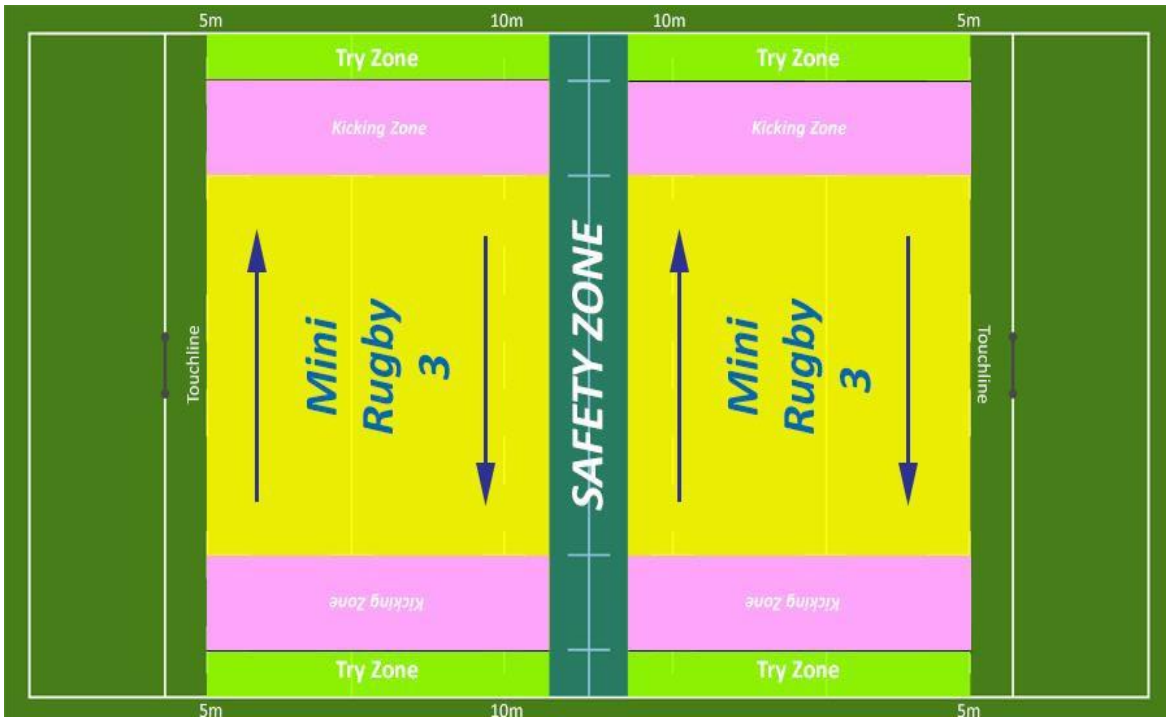 5m 10m 10m 5m
Try Zone
Try Zone
Kicking Zone
Kicking Zone
Touchline
Mini
Rugby
3
SAFETY ZONE
Mini
Rugby
3
Touchline
Kicking Zone
Kicking Zone
Try Zone
Try Zone
5m 10m 5m